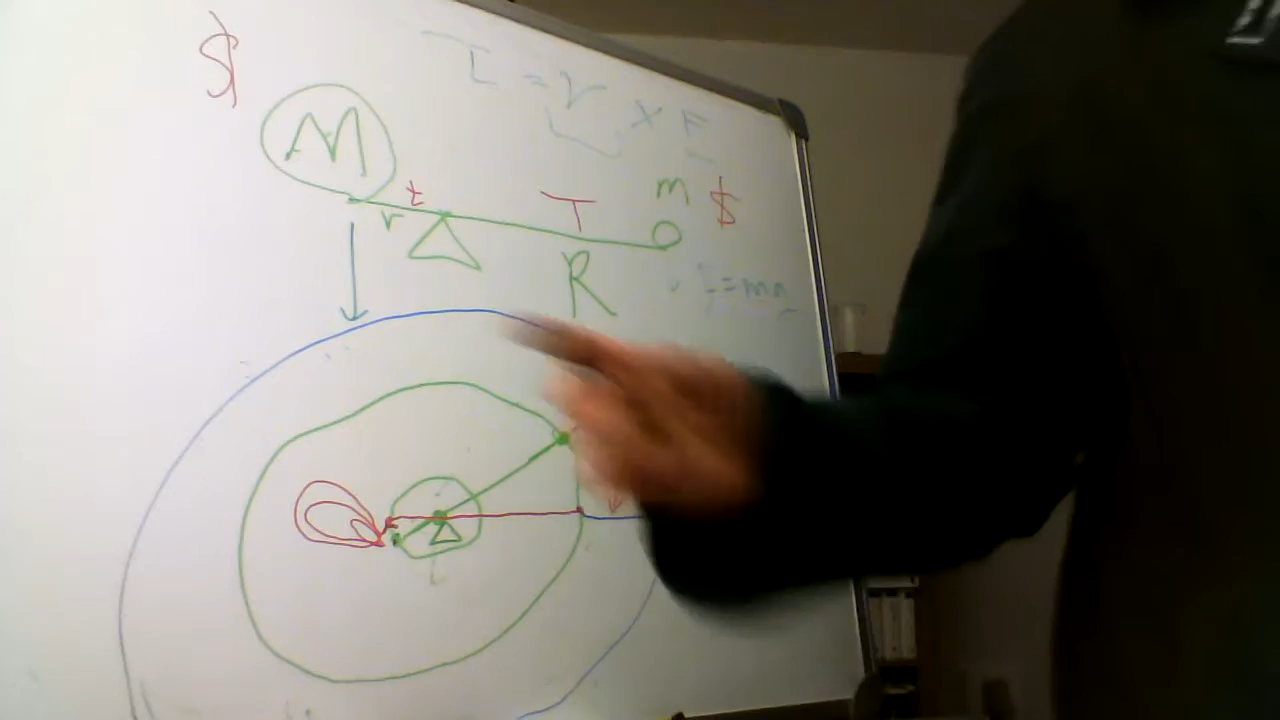 $
τ = r × F
M
t
T
m
$
r
R
F = ma